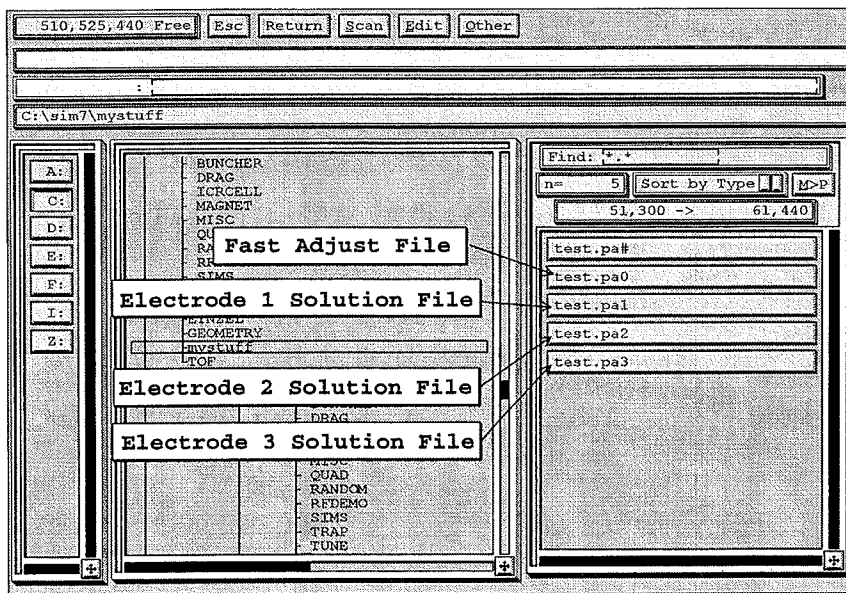 510,525,440 Free Esc Return Scan Edit Other
:
C:\sim7\mystuff
A:
C:
D:
E:
F:
I:
Z:
BUNCHER
DRAG
ICRCELL
MAGNET
MISC
SIMS
Fast Adjust File
Electrode 1 Solution File
EINZEL
GEOMETRY
mystuff
TOF
Electrode 2 Solution File
DRAG
Electrode 3 Solution File
MISC
QUAD
RANDOM
RFDEMO
SIMS
TRAP
TUNE
Find: *.*
n= 5 Sort by Type M>P
51,300 -> 61,440
test.pa#
test.pa0
test.pa1
test.pa2
test.pa3